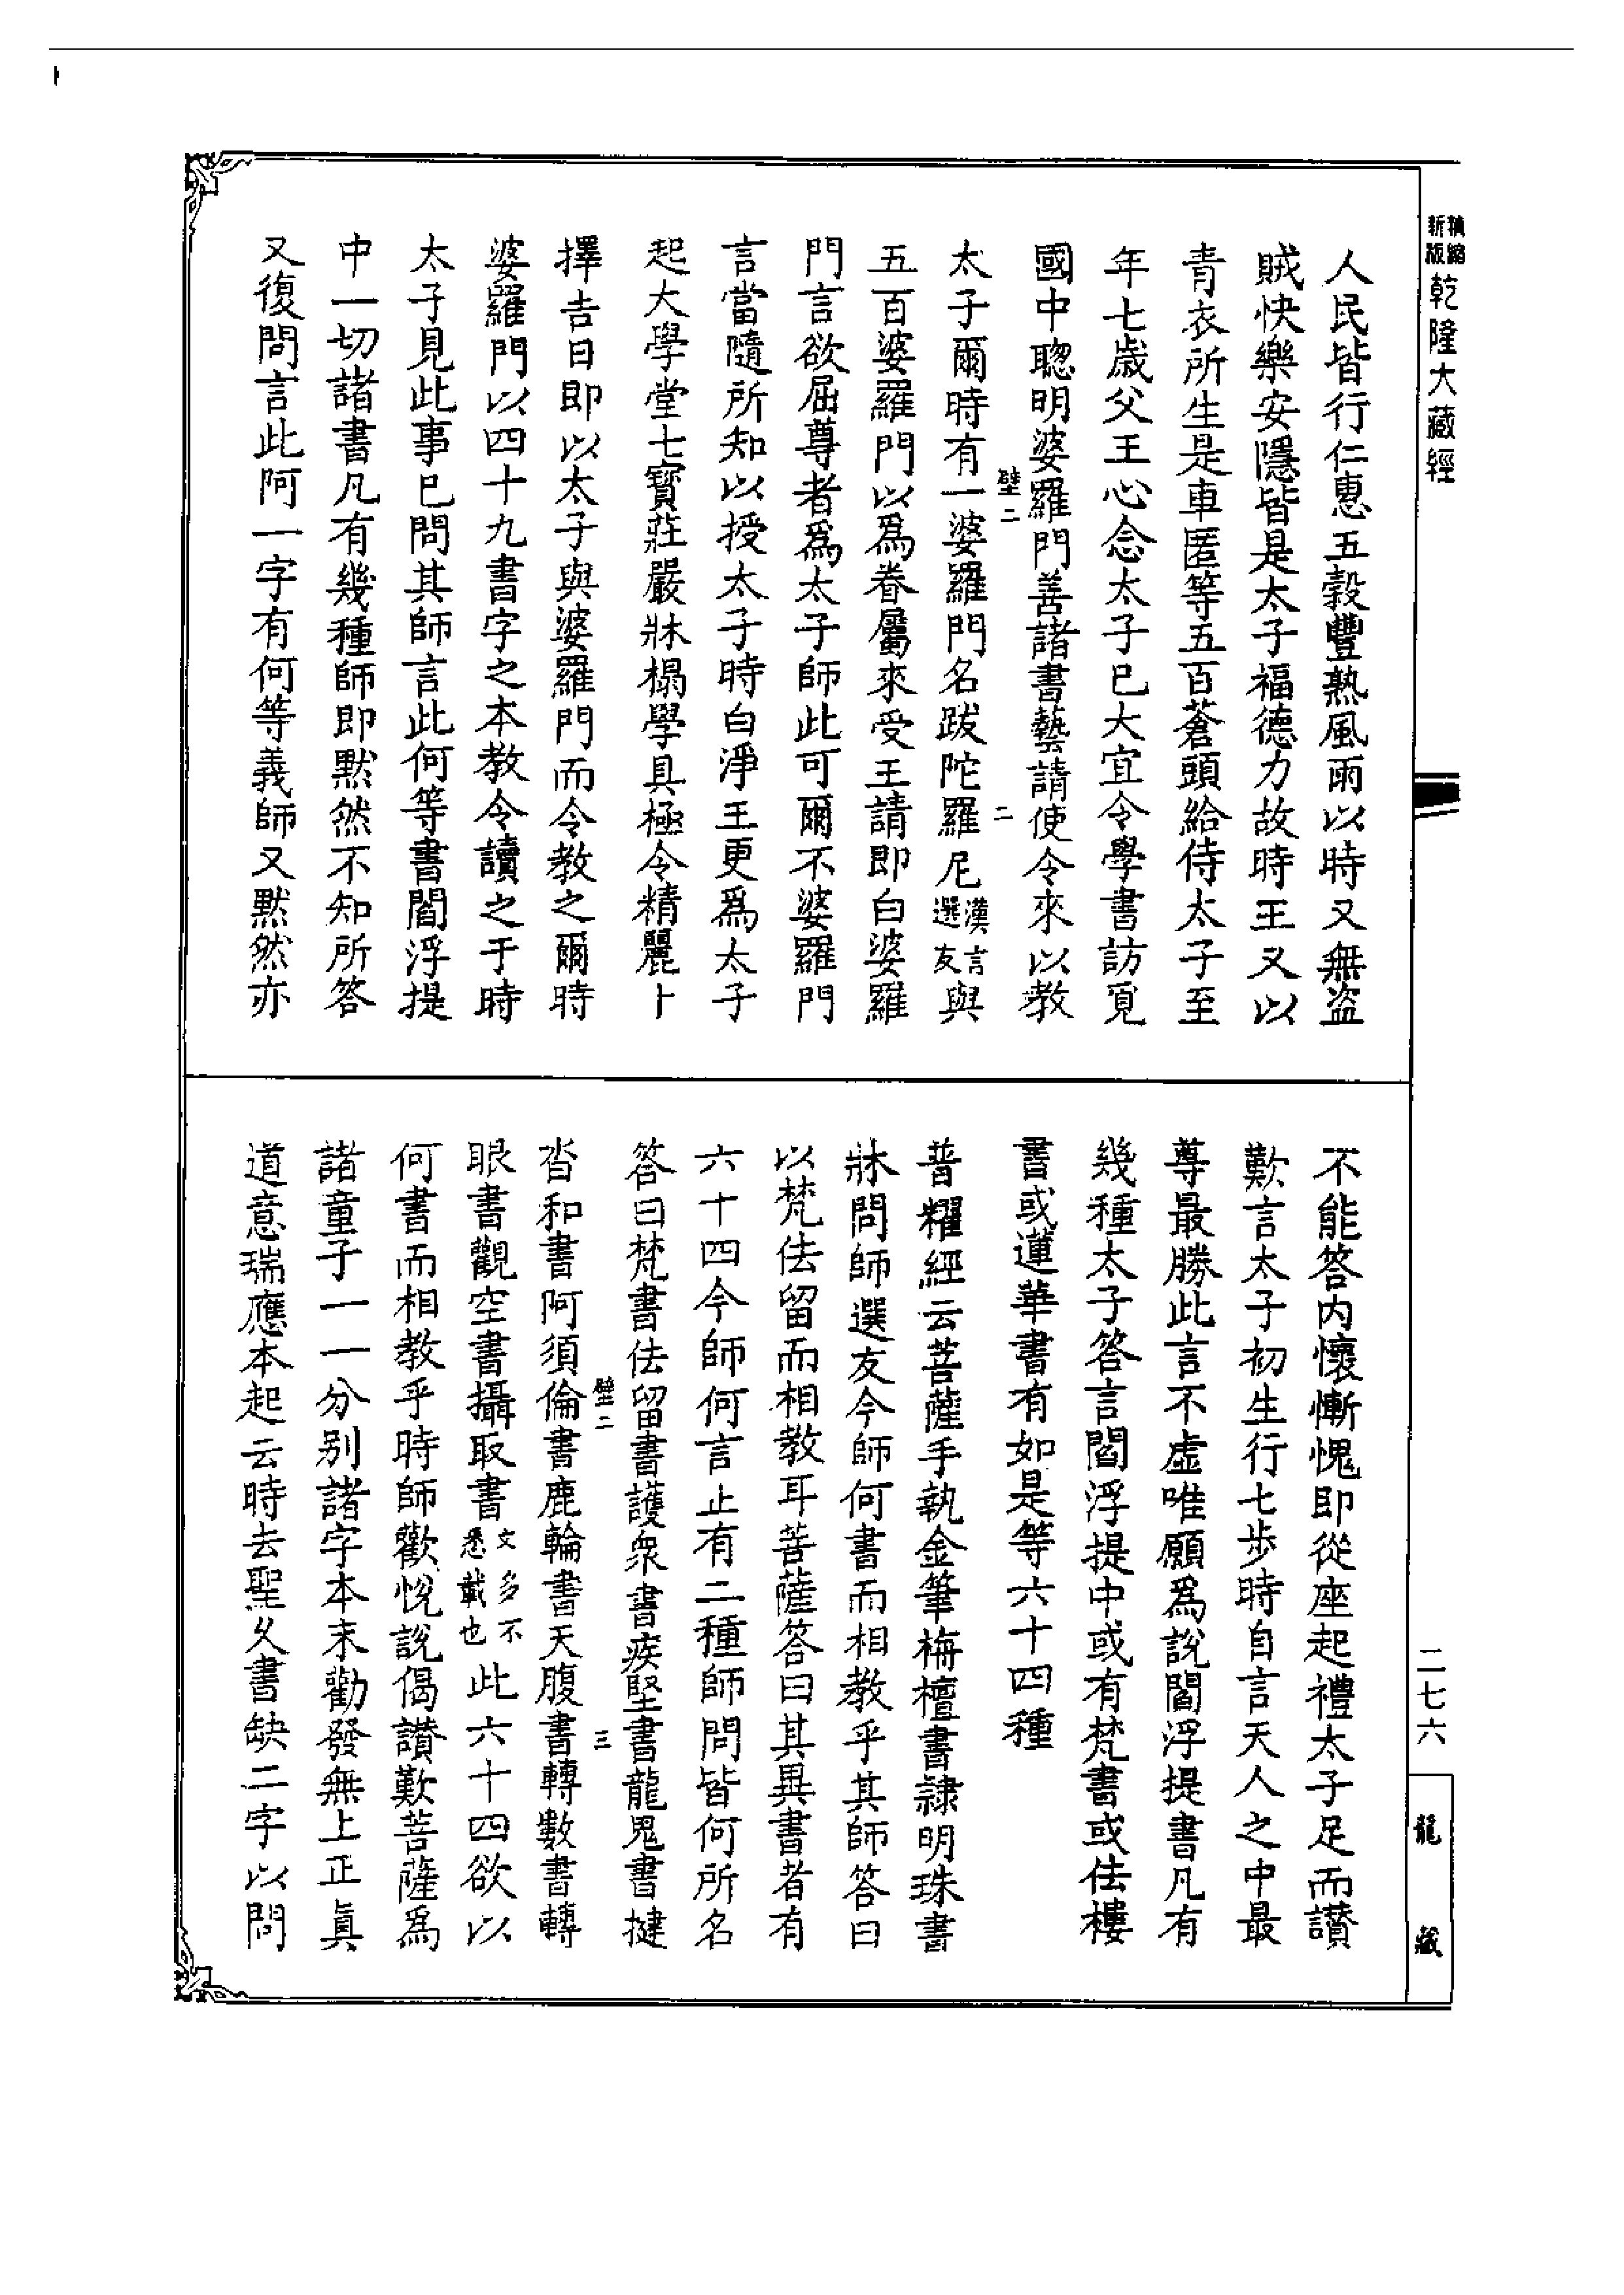 精縮新版乾隆大藏經
人民皆行仁惠五穀豐熟風雨以時又無盜
賊快樂安隱皆是太子福德力故時王又以
青衣所生是車匿等五百蒼頭給侍太子至
年七歲父王心念太子已大宜令學書訪覓
國中聰明婆羅門善諸書藝請使令來以教
壁二 二
太子爾時有一婆羅門名跋陀羅尼漢言選友與
五百婆羅門以為眷屬來受王請即白婆羅
門言欲屈尊者為太子師此可爾不婆羅門
言當隨所知以授太子時白淨王更為太子
起大學堂七寶莊嚴牀榻學具極令精麗卜
擇吉日即以太子與婆羅門而令教之爾時
婆羅門以四十九書字之本教令讀之于時
太子見此事已問其師言此何等書閻浮提
中一切諸書凡有幾種師即默然不知所答
又復問言此阿一字有何等義師又默然亦
不能答內懷慚愧即從座起禮太子足而讚
歎言太子初生行七步時自言天人之中最
尊最勝此言不虛唯願為說閻浮提書凡有
幾種太子答言閻浮提中或有梵書或佉樓
書或蓮華書有如是等六十四種
普耀經云菩薩手執金筆栴檀書隸明珠書
牀問師選友今師何書而相教乎其師答曰
以梵佉留而相教耳菩薩答曰其異書者有
六十四今師何言止有二種師問皆何所名
答曰梵書佉留書護眾書疾堅書龍鬼書揵
壁二 三
沓和書阿須倫書鹿輪書天腹書轉數書轉
眼書觀空書攝取書文多不悉載也此六十四欲以
何書而相教乎時師歡悅說偈讚歎菩薩為
諸童子一一分別諸字本末勸發無上正真
道意瑞應本起云時去聖久書缺二字以問
二七六
龍藏